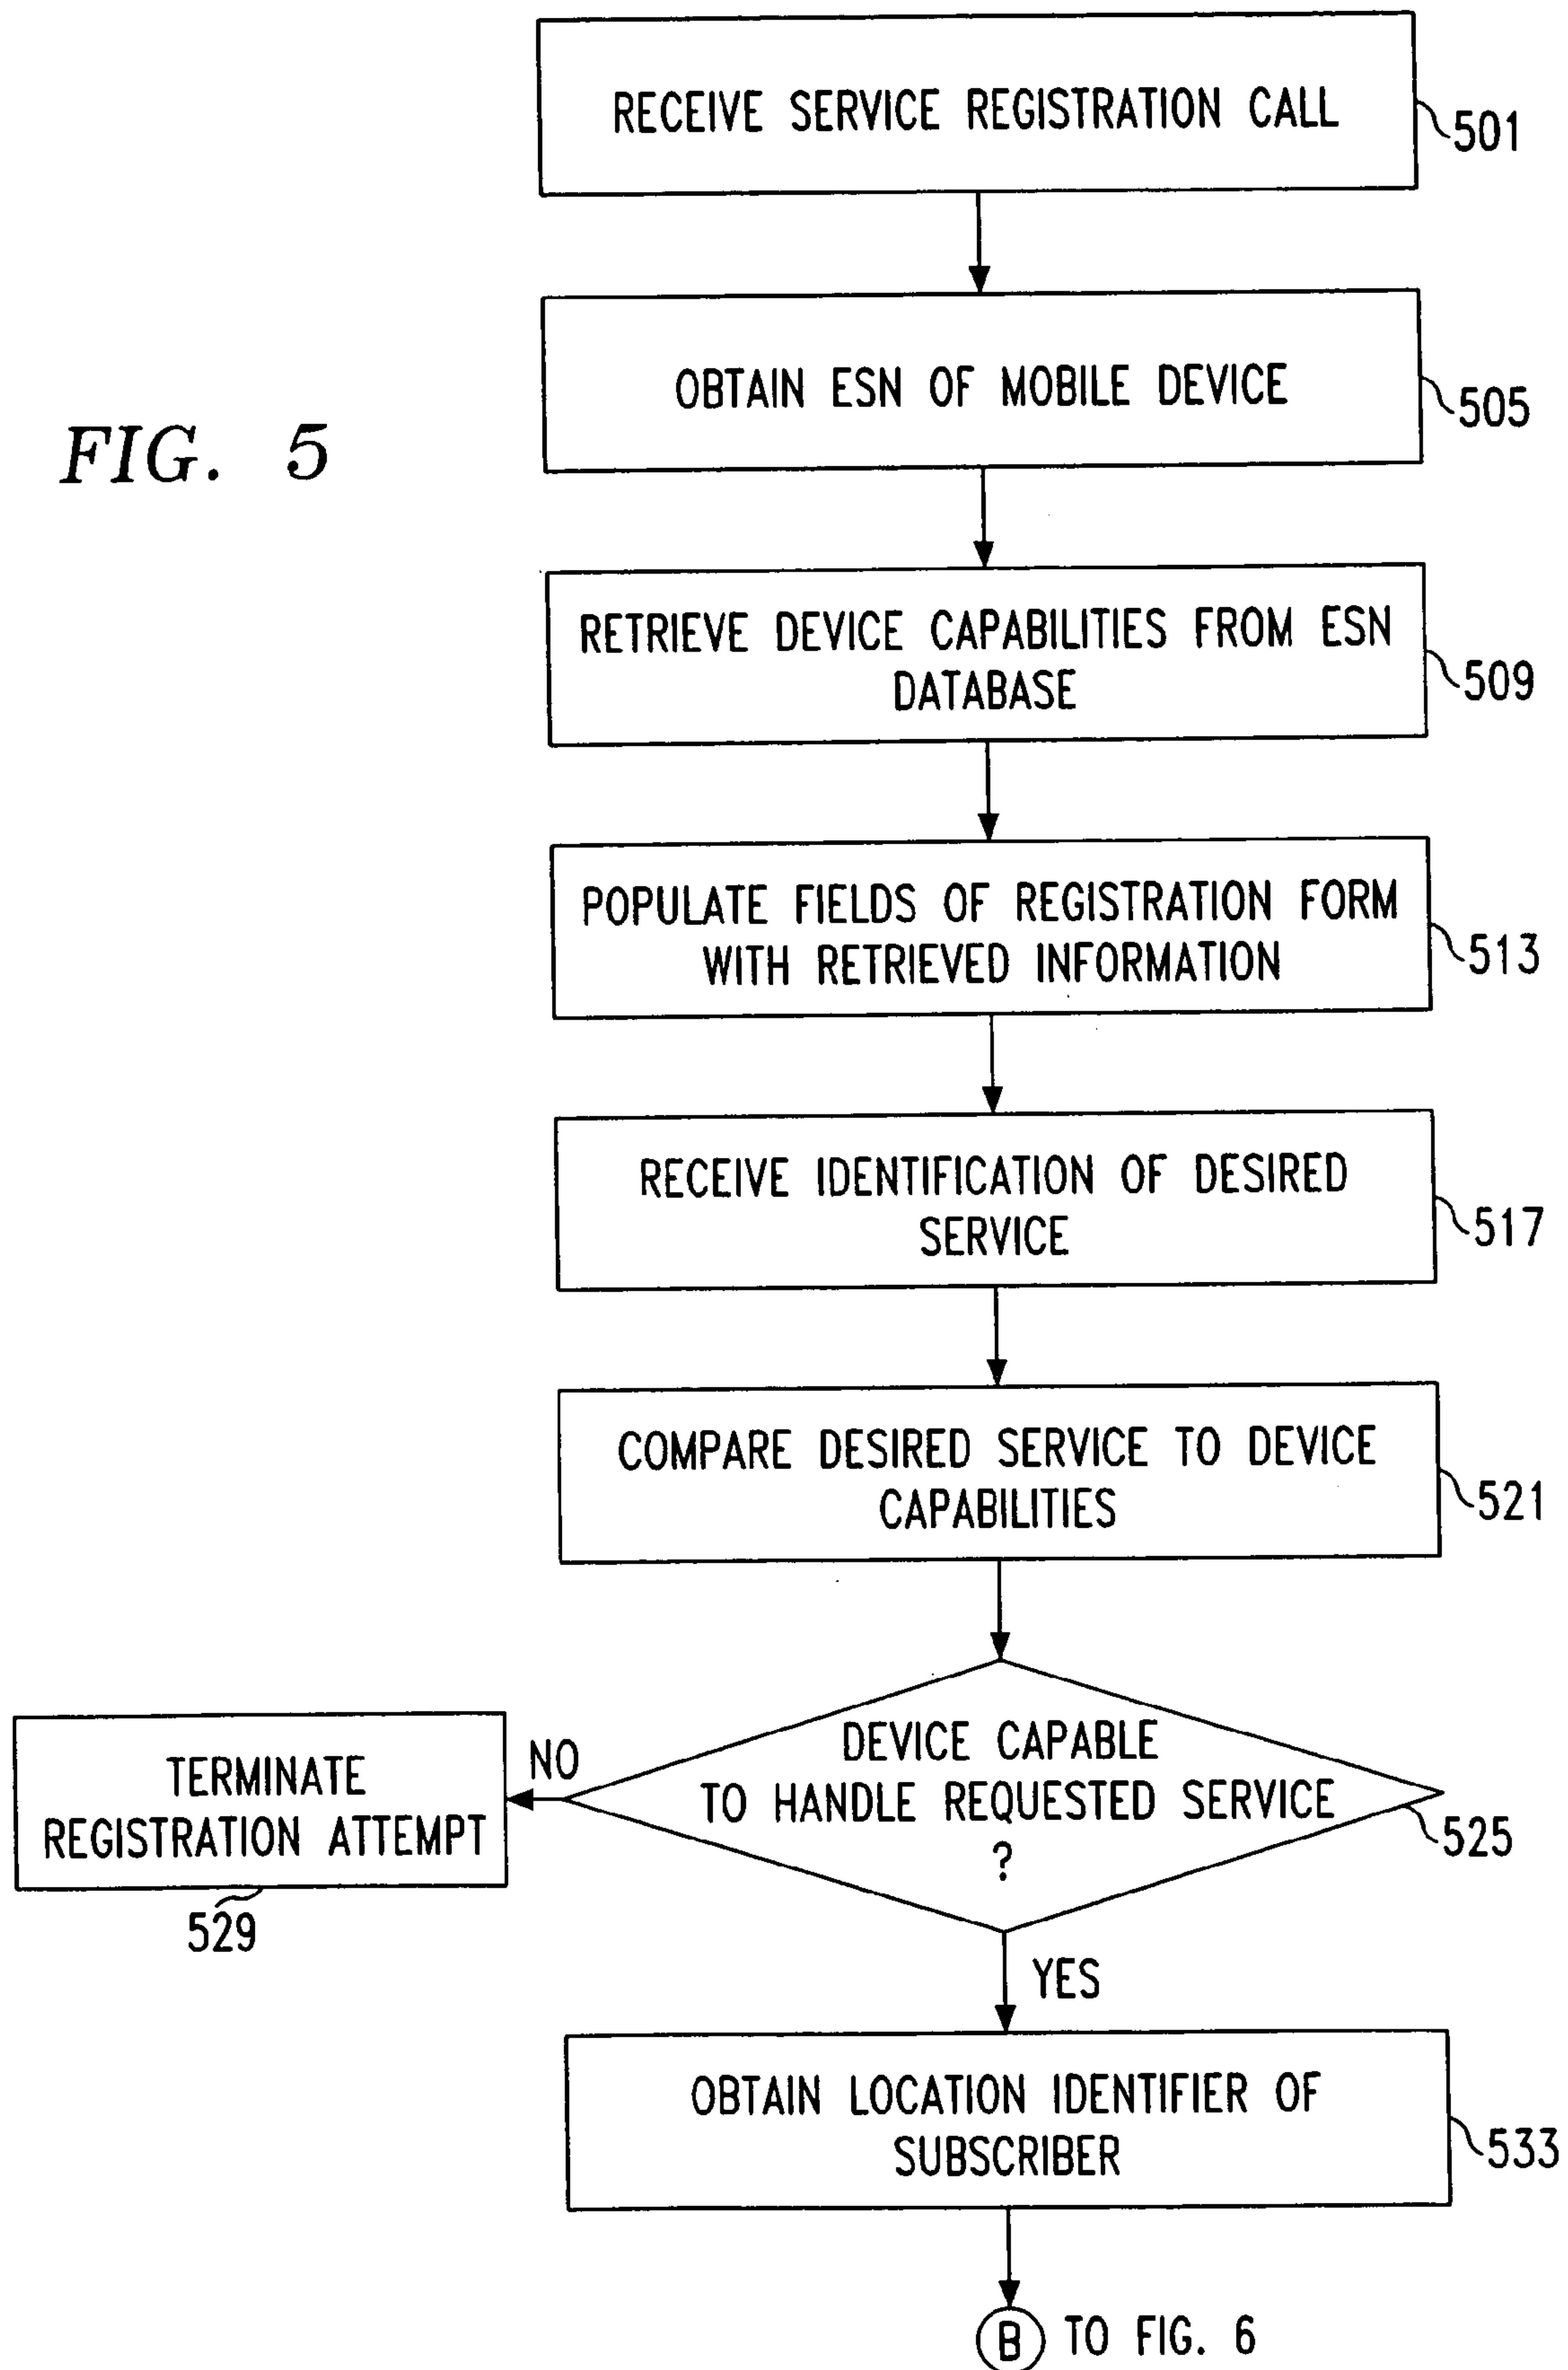 RECEIVE SERVICE REGISTRATION CALL
501
OBTAIN ESN OF MOBILE DEVICE
505
FIG. 5
RETRIEVE DEVICE CAPABILITIES FROM ESN
DATABASE
509
POPULATE FIELDS OF REGISTRATION FORM
WITH RETRIEVED INFORMATION
513
RECEIVE IDENTIFICATION OF DESIRED
SERVICE
517
COMPARE DESIRED SERVICE TO DEVICE
CAPABILITIES
521
DEVICE CAPABLE
TO HANDLE REQUESTED SERVICE
?
525
NO
TERMINATE
REGISTRATION ATTEMPT
529
YES
OBTAIN LOCATION IDENTIFIER OF
SUBSCRIBER
533
B TO FIG. 6